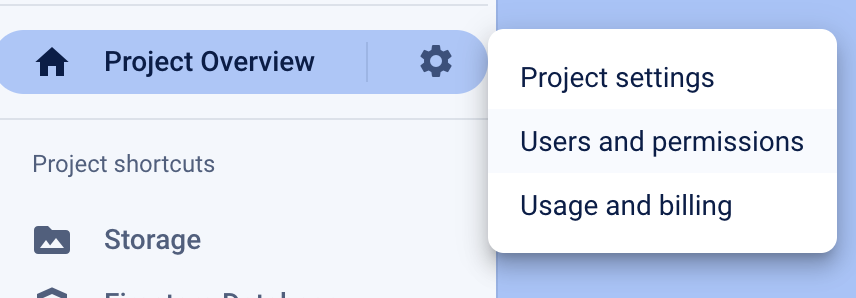 Project Overview
Project settings
Users and permissions
Usage and billing
Project shortcuts
Storage